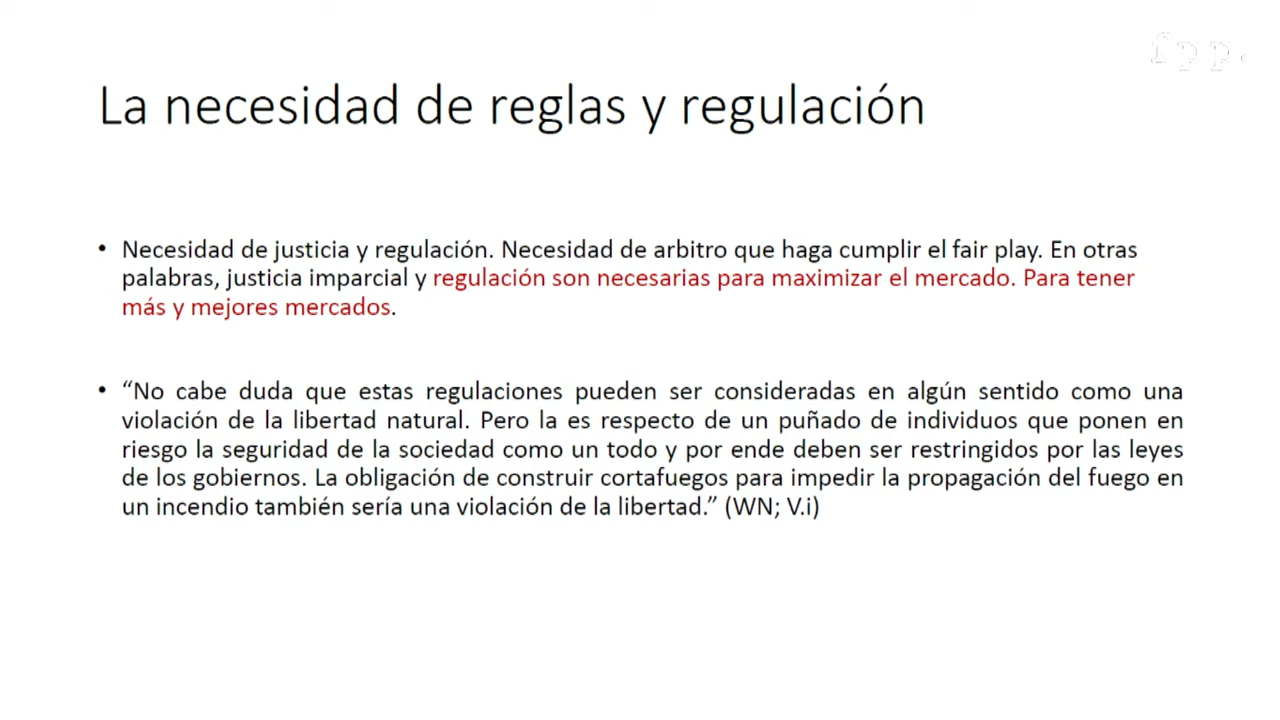 fpp.
La necesidad de reglas y regulación
• Necesidad de justicia y regulación. Necesidad de arbitro que haga cumplir el fair play. En otras
palabras, justicia imparcial y regulación son necesarias para maximizar el mercado. Para tener
más y mejores mercados.
• “No cabe duda que estas regulaciones pueden ser consideradas en algún sentido como una
violación de la libertad natural. Pero la es respecto de un puñado de individuos que ponen en
riesgo la seguridad de la sociedad como un todo y por ende deben ser restringidos por las leyes
de los gobiernos. La obligación de construir cortafuegos para impedir la propagación del fuego en
un incendio también sería una violación de la libertad.” (WN; V.i)